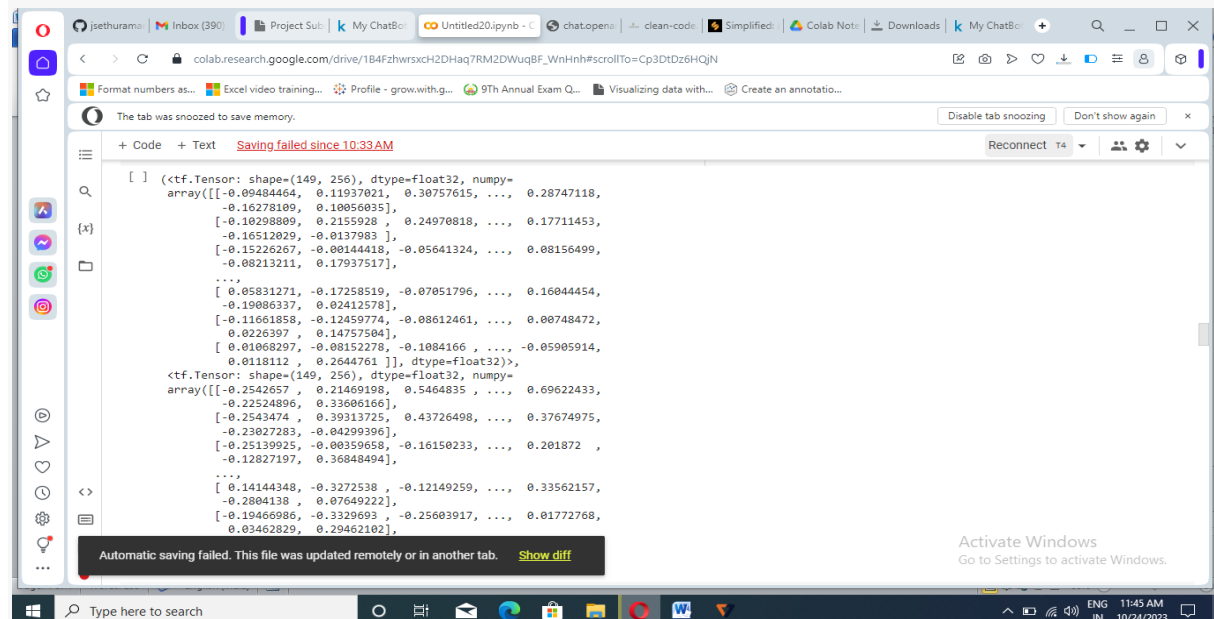 jsethurama
Inbox (390)
Project Sub
My ChatBot
Untitled20.ipynb - C
chat.opena
clean-code.
Simplified:
Colab Note
Downloads
My ChatBo
colab.research.google.com/drive/1B4FzhwrsxcH2DHaq7RM2DWuqBF_WnHnh#scrollTo=Cp3DtDz6HQjN
Format numbers as...
Excel video training...
Profile - grow.with.g...
9Th Annual Exam Q...
Visualizing data with...
Create an annotatio...
The tab was snoozed to save memory.
Disable tab snoozing
Don't show again
+ Code + Text Saving failed since 10:33 AM
Reconnect T4
[ ] (<tf.Tensor: shape=(149, 256), dtype=float32, numpy=
array([[-0.09484464, 0.11937021, 0.30757615, ..., 0.28747118,
-0.16278109, 0.10056035],
[-0.10298809, 0.2155928 , 0.24970818, ..., 0.17711453,
-0.16512029, -0.0137983 ],
[-0.15226267, -0.00144418, -0.05641324, ..., 0.08156499,
-0.08213211, 0.17937517],
...,
[ 0.05831271, -0.17258519, -0.07051796, ..., 0.16044454,
-0.19086337, 0.02412578],
[-0.11661858, -0.12459774, -0.08612461, ..., 0.00748472,
0.0226397 , 0.14757504],
[ 0.01068297, -0.08152278, -0.1084166 , ..., -0.05905914,
0.0118112 , 0.2644761 ]], dtype=float32)>,
<tf.Tensor: shape=(149, 256), dtype=float32, numpy=
array([[-0.2542657 , 0.21469198, 0.5464835 , ..., 0.69622433,
-0.22524896, 0.33606166],
[-0.2543474 , 0.39313725, 0.43726498, ..., 0.37674975,
-0.23027283, -0.04299396],
[-0.25139925, -0.00359658, -0.16150233, ..., 0.201872 ,
-0.12827197, 0.36848494],
...,
[ 0.14144348, -0.3272538 , -0.12149259, ..., 0.33562157,
-0.2804138 , 0.07649222],
[-0.19466986, -0.3329693 , -0.25603917, ..., 0.01772768,
0.03462829, 0.29462102],
Automatic saving failed. This file was updated remotely or in another tab. Show diff
Activate Windows
Go to Settings to activate Windows.
Type here to search
ENG 11:45 AM
IN 10/24/2023